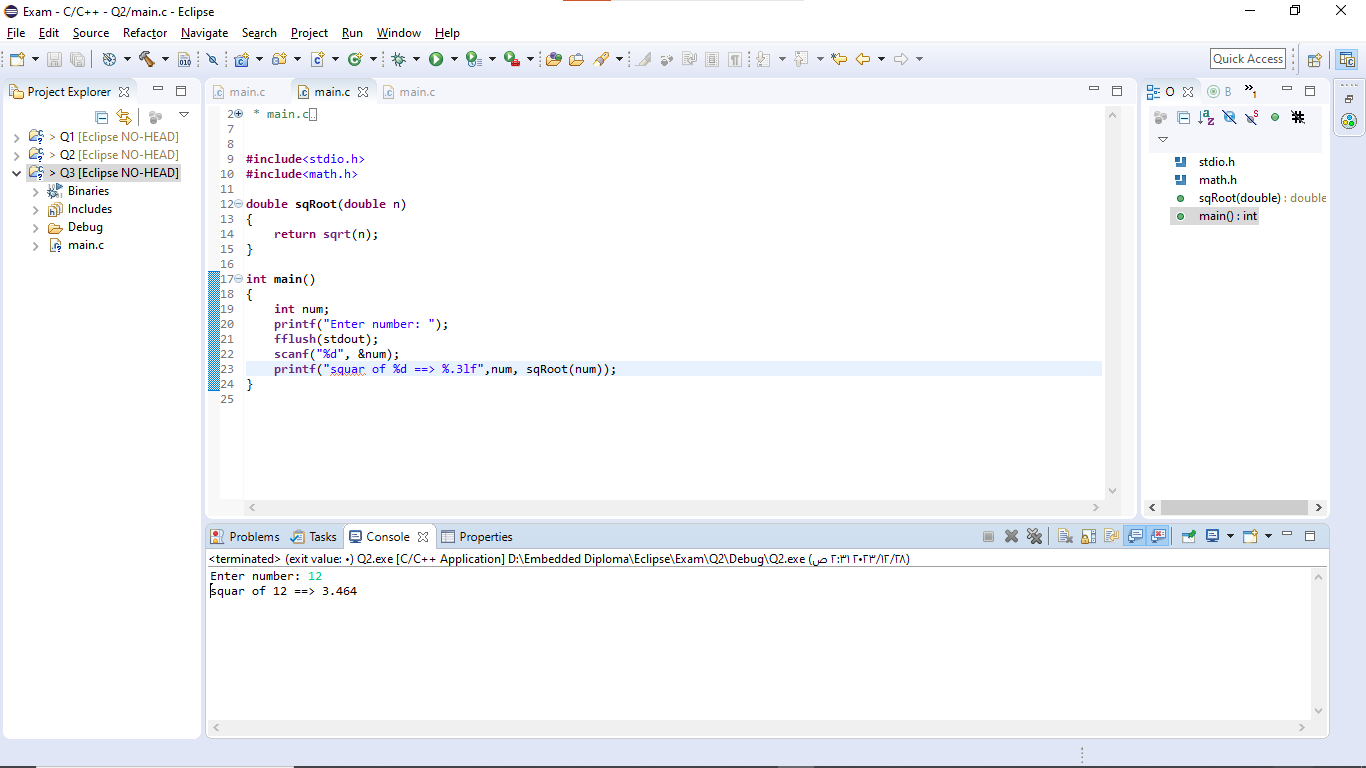 Exam - C/C++ - Q2/main.c - Eclipse
File Edit Source Refactor Navigate Search Project Run Window Help
Quick Access
Project Explorer
> Q1 [Eclipse NO-HEAD]
> Q2 [Eclipse NO-HEAD]
> Q3 [Eclipse NO-HEAD]
Binaries
Includes
Debug
main.c
main.c main.c main.c
2 * main.c
7
8
9 #include<stdio.h>
10 #include<math.h>
11
12 double sqRoot(double n)
13 {
14 return sqrt(n);
15 }
16
17 int main()
18 {
19 int num;
20 printf("Enter number: ");
21 fflush(stdout);
22 scanf("%d", &num);
23 printf("squar of %d ==> %.3lf",num, sqRoot(num));
24 }
25
O B »1
stdio.h
math.h
sqRoot(double) : double
main() : int
Problems Tasks Console Properties
<terminated> (exit value: ٠) Q2.exe [C/C++ Application] D:\Embedded Diploma\Eclipse\Exam\Q2\Debug\Q2.exe (٢٠٢٣/١٢/٢٨ ٢:٣١ ص)
Enter number: 12
squar of 12 ==> 3.464